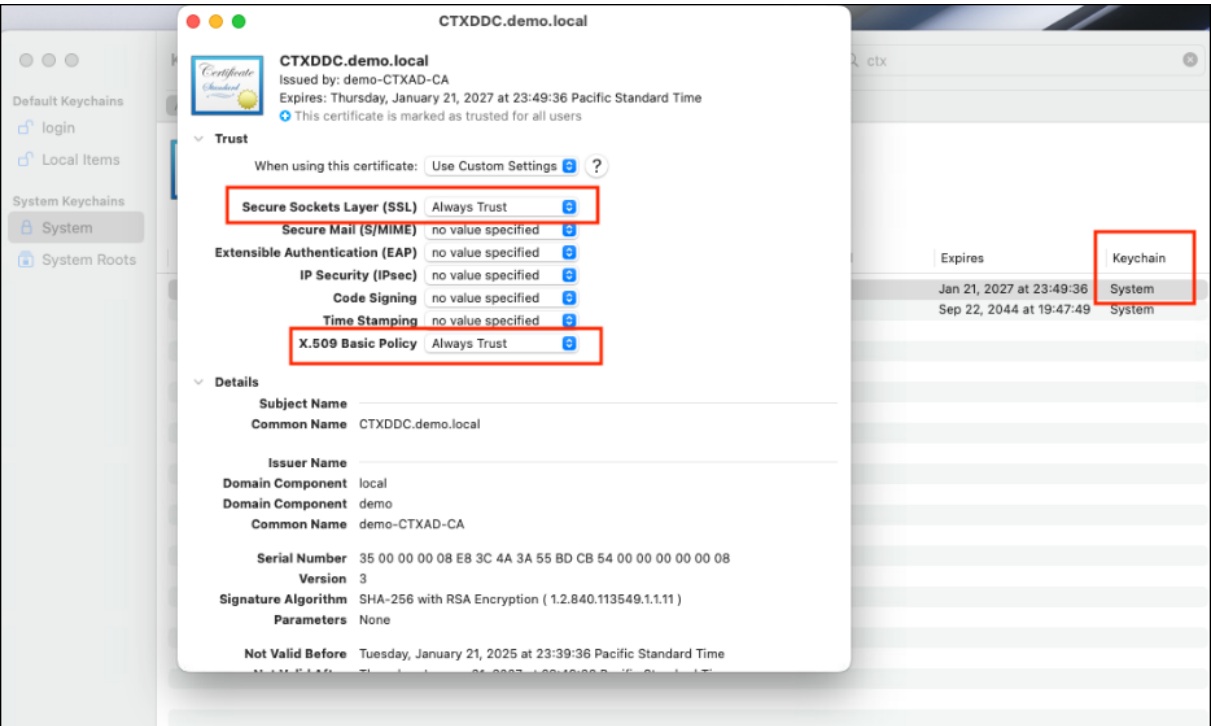 CTXDDC.demo.local
CTXDDC.demo.local
Issued by: demo-CTXAD-CA
Expires: Thursday, January 21, 2027 at 23:49:36 Pacific Standard Time
This certificate is marked as trusted for all users
Certificate
Standard
Trust
When using this certificate: Use Custom Settings ?
Secure Sockets Layer (SSL) Always Trust
Secure Mail (S/MIME) no value specified
Extensible Authentication (EAP) no value specified
IP Security (IPsec) no value specified
Code Signing no value specified
Time Stamping no value specified
X.509 Basic Policy Always Trust
Details
Subject Name
Common Name CTXDDC.demo.local
Issuer Name
Domain Component local
Domain Component demo
Common Name demo-CTXAD-CA
Serial Number 35 00 00 00 08 E8 3C 4A 3A 55 BD CB 54 00 00 00 00 00 08
Version 3
Signature Algorithm SHA-256 with RSA Encryption ( 1.2.840.113549.1.1.11 )
Parameters None
Not Valid Before Tuesday, January 21, 2025 at 23:39:36 Pacific Standard Time
Default Keychains
login
Local Items
System Keychains
System
System Roots
ctx
Expires Keychain
Jan 21, 2027 at 23:49:36 System
Sep 22, 2044 at 19:47:49 System